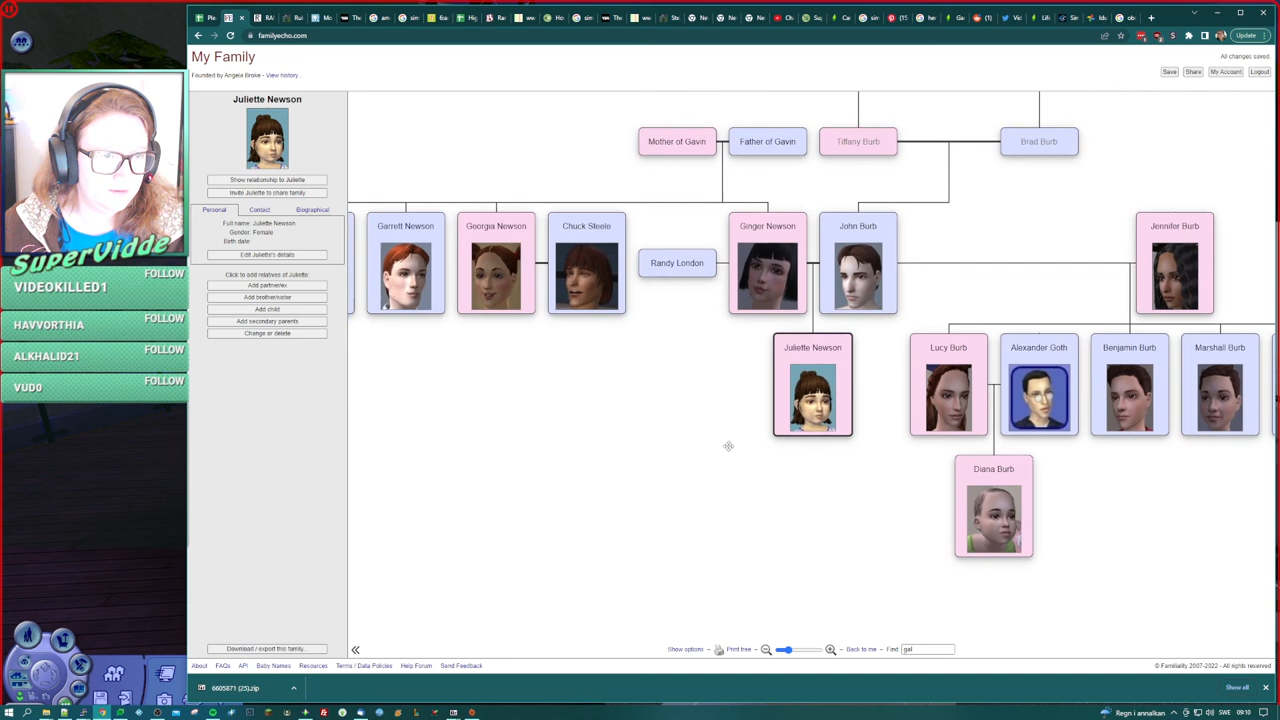 familyecho.com
Update
My Family
All changes saved.
Founded by Angela Broke - View history...
Save
Share
My Account
Logout
Juliette Newson
Show relationship to Juliette
Invite Juliette to share family
Personal
Contact
Biographical
Full name: Juliette Newson
Gender: Female
Birth date:
Edit Juliette's details
Click to add relatives of Juliette:
Add partner/ex
Add brother/sister
Add child
Add secondary parents
Change or delete
Mother of Gavin
Father of Gavin
Tiffany Burb
Brad Burb
Garrett Newson
Georgia Newson
Chuck Steele
Randy London
Ginger Newson
John Burb
Jennifer Burb
Juliette Newson
Lucy Burb
Alexander Goth
Benjamin Burb
Marshall Burb
Diana Burb
SuperVidde
FOLLOW
VIDEOKILLED1
FOLLOW
HAVVORTHIA
FOLLOW
ALKHALID21
FOLLOW
VUD0
Download / export this family...
Show options -
Print tree -
- Back to me - Find
gal
About
FAQs
API
Baby Names
Resources
Terms / Data Policies
Help Forum
Send Feedback
© Familiality 2007-2022 - All rights reserved
6605871 (25).zip
Show all
Regn i annalkan
SWE
09:10